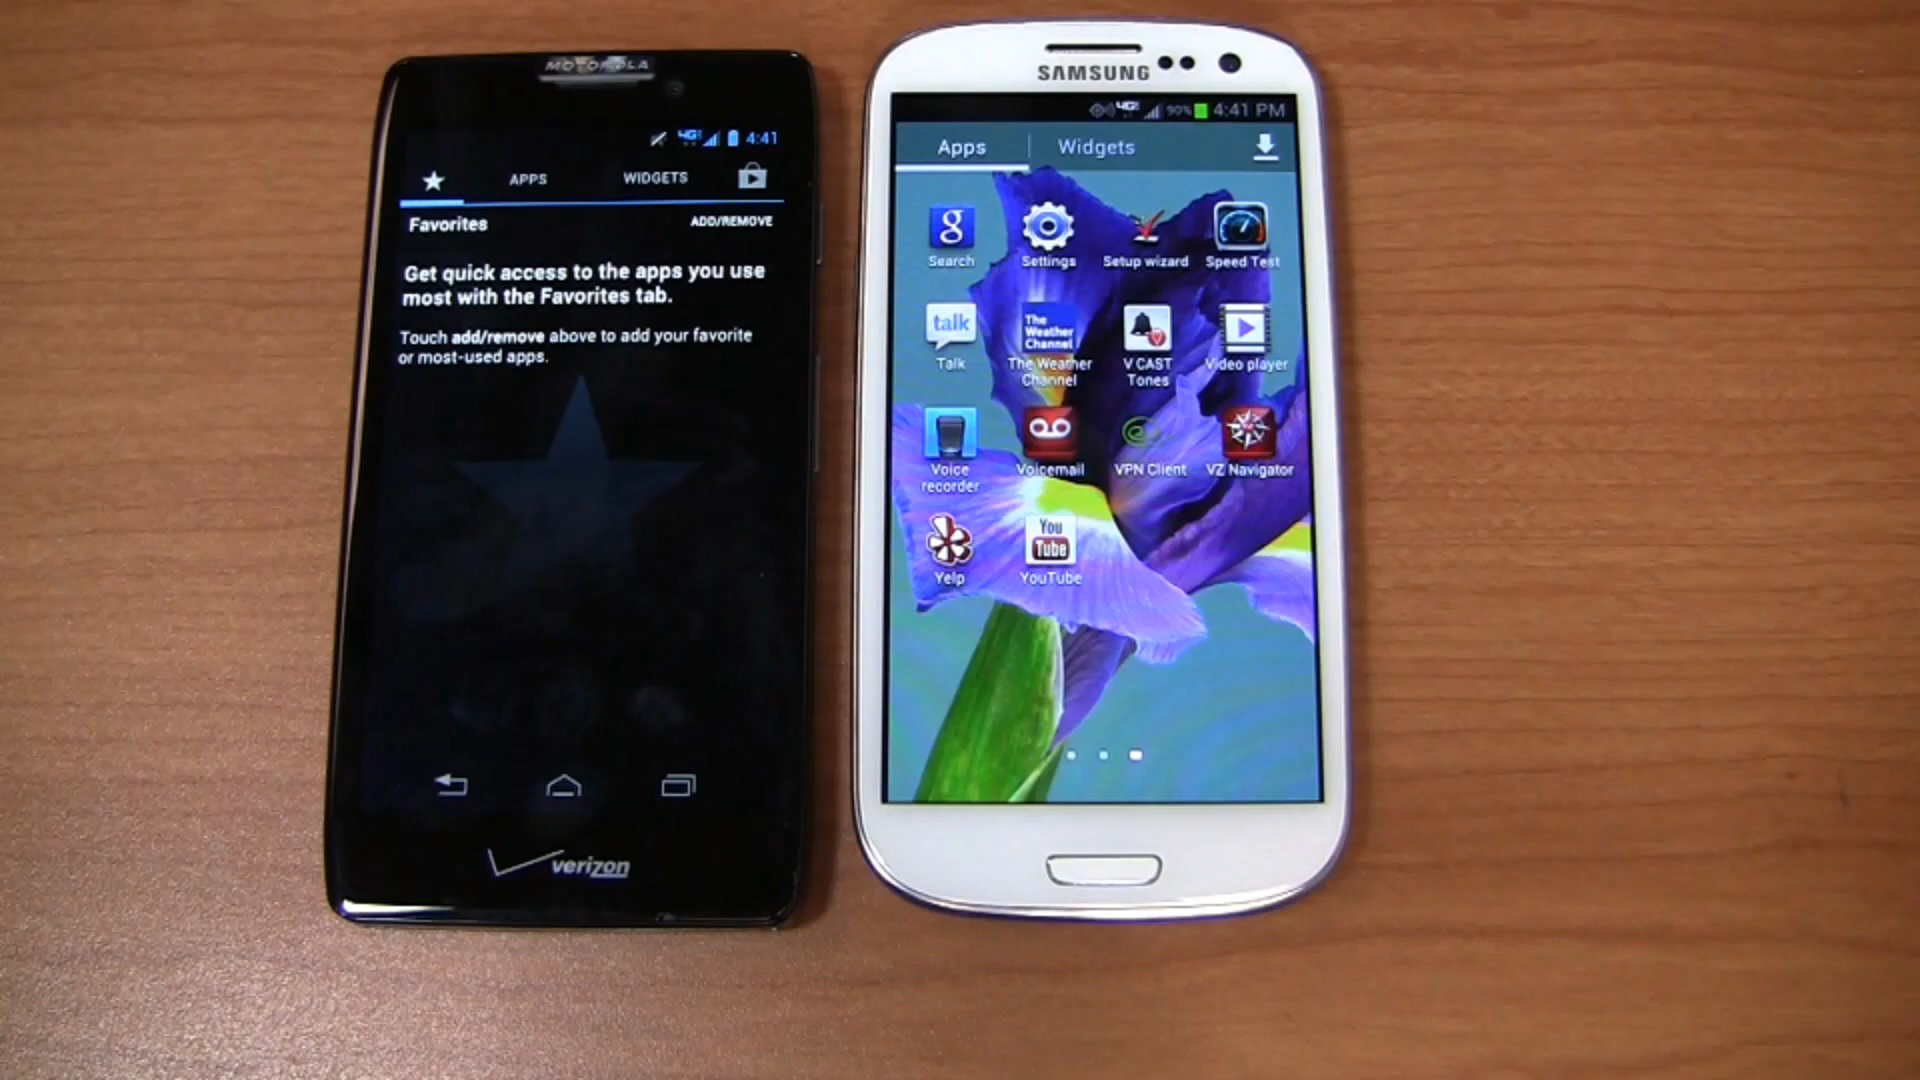 MOTOROLA
4G 4:41
APPS WIDGETS
Favorites ADD/REMOVE
Get quick access to the apps you use
most with the Favorites tab.
Touch add/remove above to add your favorite
or most-used apps.
verizon
SAMSUNG
4G 90% 4:41 PM
Apps Widgets
g
Search Settings Setup wizard Speed Test
talk
The
Weather
Channel
Talk The Weather
Channel V CAST
Tones Video player
Voice
recorder Voicemail VPN Client VZ Navigator
You
Tube
Yelp YouTube